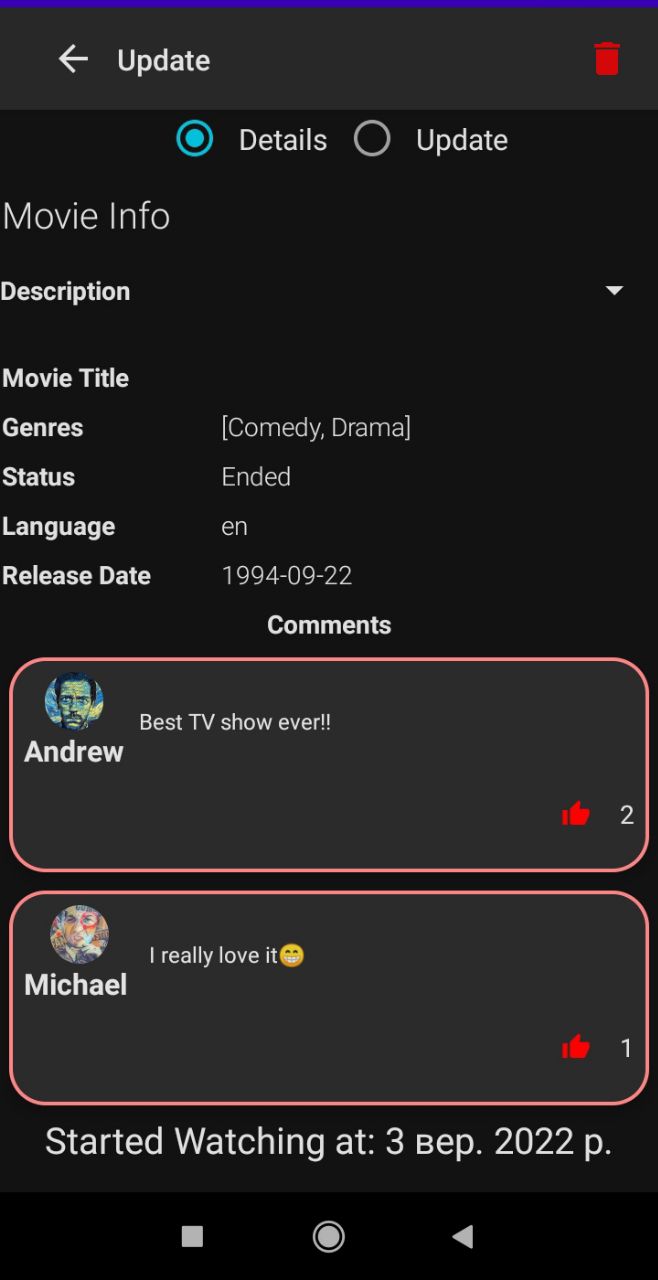 Update
Details Update
Movie Info
Description
Movie Title
Genres [Comedy, Drama]
Status Ended
Language en
Release Date 1994-09-22
Comments
Best TV show ever!!
Andrew
2
I really love it😁
Michael
1
Started Watching at: 3 вер. 2022 р.